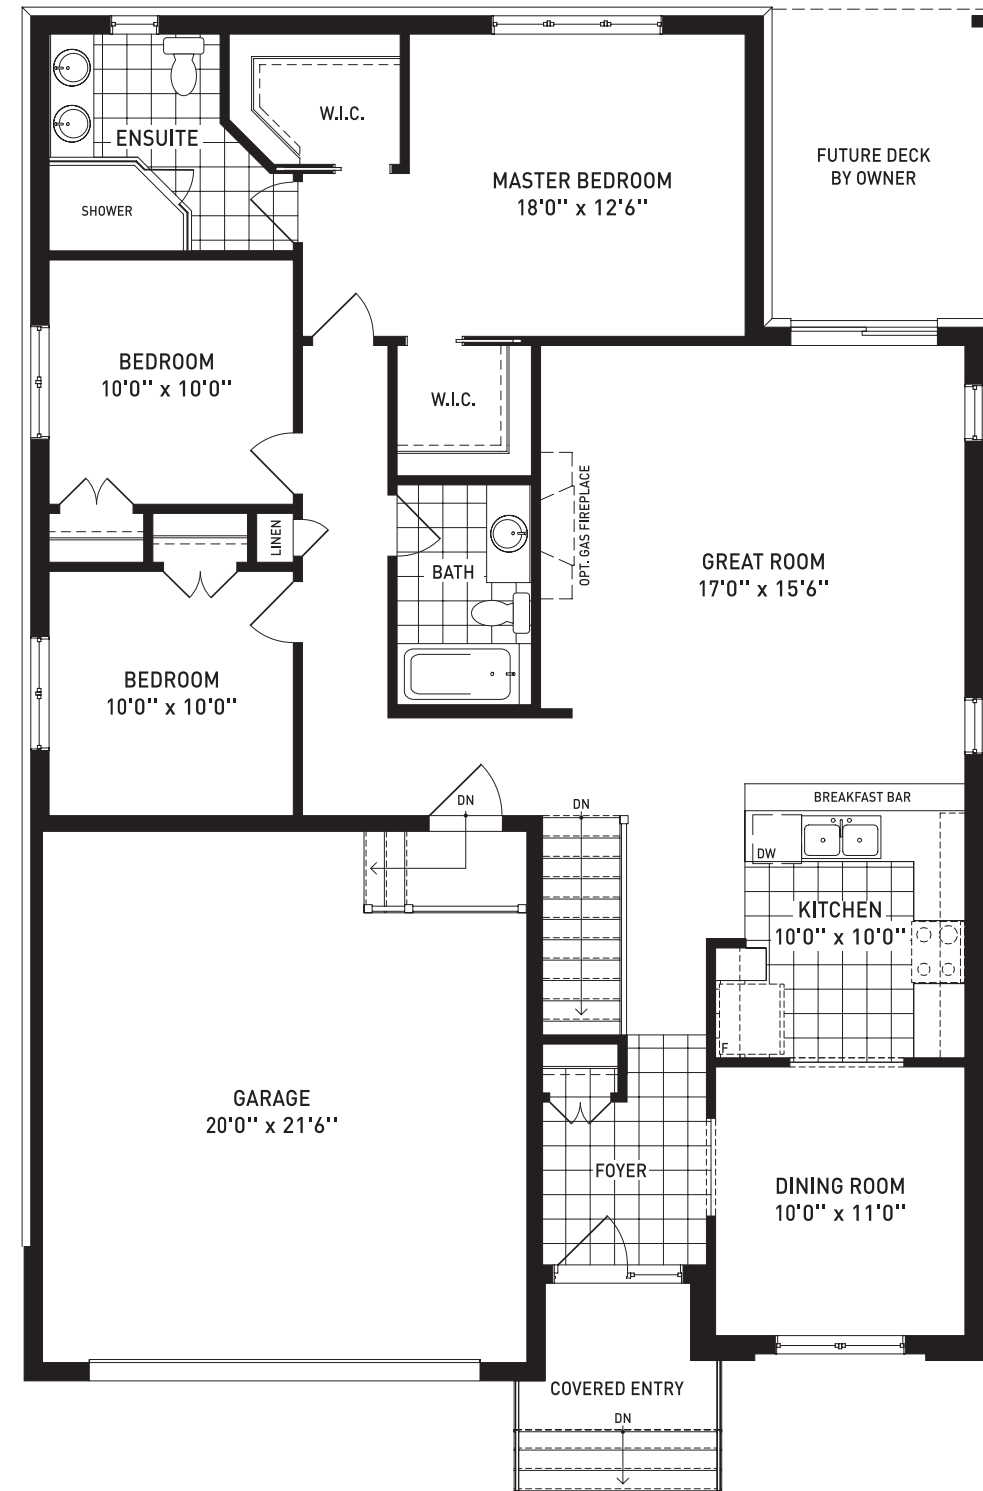 W.I.C.
ENSUITE
SHOWER
MASTER BEDROOM
18'0" x 12'6"
FUTURE DECK
BY OWNER
BEDROOM
10'0" x 10'0"
W.I.C.
LINEN
BATH
OPT. GAS FIREPLACE
GREAT ROOM
17'0" x 15'6"
BEDROOM
10'0" x 10'0"
DN
DN
BREAKFAST BAR
DW
KITCHEN
10'0" x 10'0"
F
GARAGE
20'0" x 21'6"
FOYER
DINING ROOM
10'0" x 11'0"
COVERED ENTRY
DN